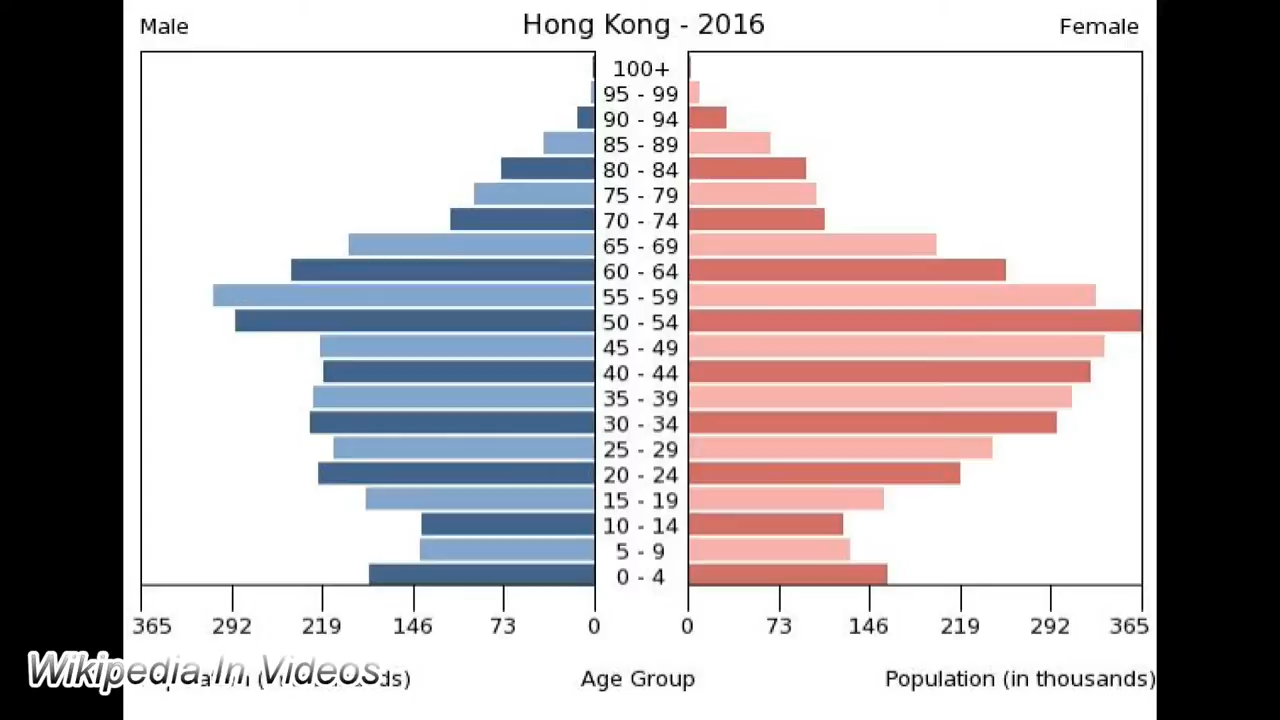 Male Hong Kong - 2016 Female
100+
95 - 99
90 - 94
85 - 89
80 - 84
75 - 79
70 - 74
65 - 69
60 - 64
55 - 59
50 - 54
45 - 49
40 - 44
35 - 39
30 - 34
25 - 29
20 - 24
15 - 19
10 - 14
5 - 9
0 - 4
365 292 219 146 73 0 0 73 146 219 292 365
Wikipedia In Videos Age Group Population (in thousands)